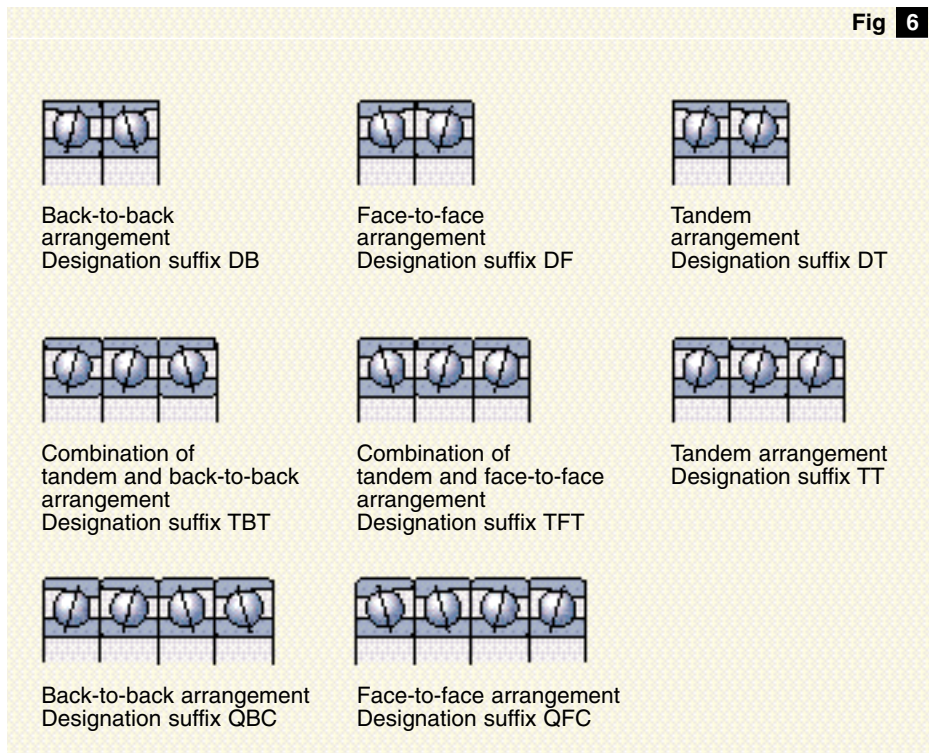 Fig 6
Back-to-back
arrangement
Designation suffix DB
Face-to-face
arrangement
Designation suffix DF
Tandem
arrangement
Designation suffix DT
Combination of
tandem and back-to-back
arrangement
Designation suffix TBT
Combination of
tandem and face-to-face
arrangement
Designation suffix TFT
Tandem arrangement
Designation suffix TT
Back-to-back arrangement
Designation suffix QBC
Face-to-face arrangement
Designation suffix QFC